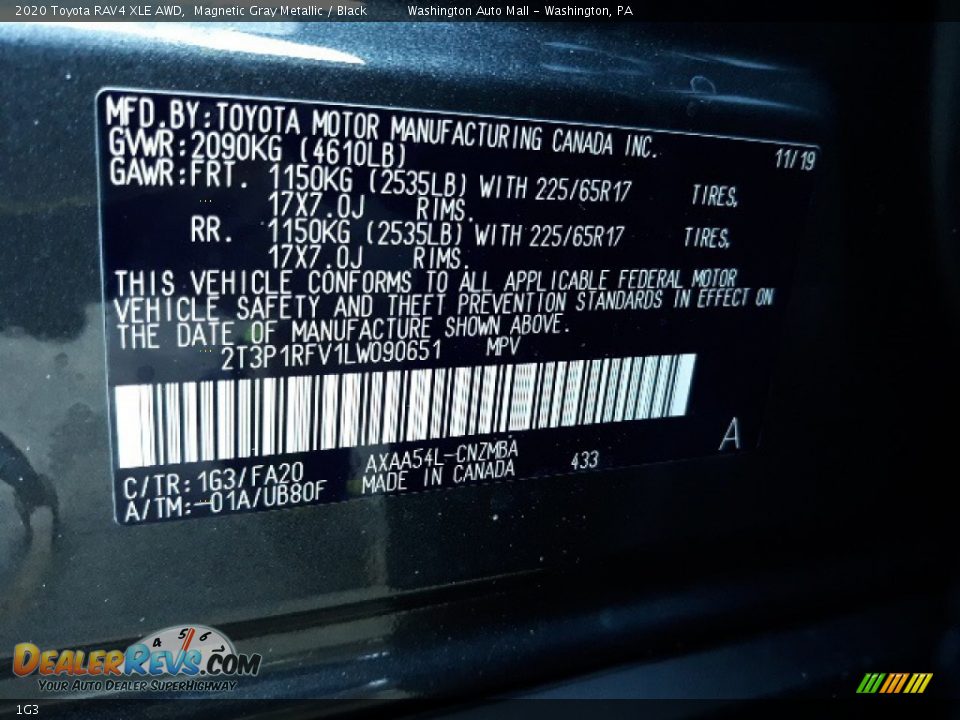 2020 Toyota RAV4 XLE AWD, Magnetic Gray Metallic / Black Washington Auto Mall - Washington, PA
MFD.BY:TOYOTA MOTOR MANUFACTURING CANADA INC.
GVWR:2090KG (4610LB) 11/19
GAWR:FRT. 1150KG (2535LB) WITH 225/65R17 TIRES,
17X7.0J RIMS.
RR. 1150KG (2535LB) WITH 225/65R17 TIRES,
17X7.0J RIMS.
THIS VEHICLE CONFORMS TO ALL APPLICABLE FEDERAL MOTOR
VEHICLE SAFETY AND THEFT PREVENTION STANDARDS IN EFFECT ON
THE DATE OF MANUFACTURE SHOWN ABOVE.
2T3P1RFV1LW090651 MPV
A
C/TR:1G3/FA20 AXAA54L-CNZMBA 433
A/TM:-01A/UB80F MADE IN CANADA
4 5 6
DEALERREVS.COM
YOUR AUTO DEALER SUPERHIGHWAY
1G3